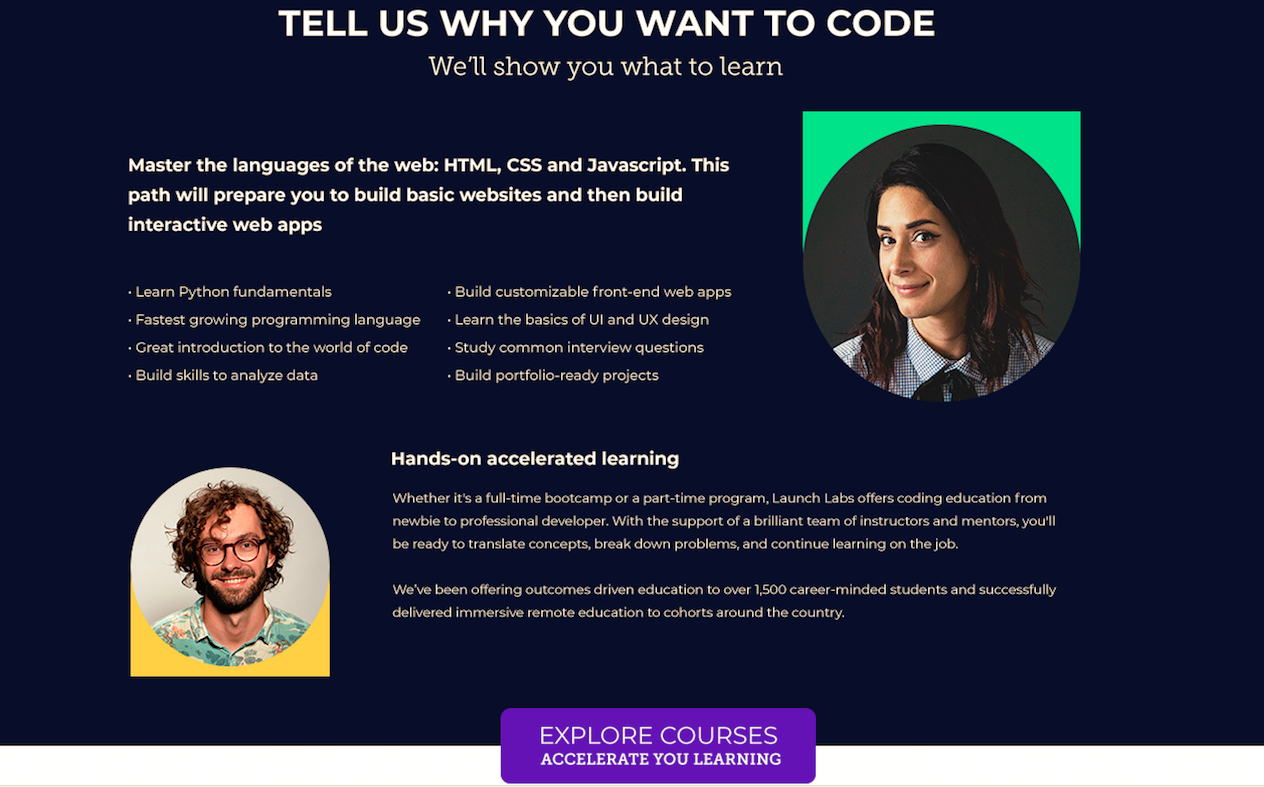 TELL US WHY YOU WANT TO CODE
We'll show you what to learn
Master the languages of the web: HTML, CSS and Javascript. This
path will prepare you to build basic websites and then build
interactive web apps
• Learn Python fundamentals
• Fastest growing programming language
• Great introduction to the world of code
• Build skills to analyze data
• Build customizable front-end web apps
• Learn the basics of UI and UX design
• Study common interview questions
• Build portfolio-ready projects
Hands-on accelerated learning
Whether it's a full-time bootcamp or a part-time program, Launch Labs offers coding education from
newbie to professional developer. With the support of a brilliant team of instructors and mentors, you'll
be ready to translate concepts, break down problems, and continue learning on the job.
We've been offering outcomes driven education to over 1,500 career-minded students and successfully
delivered immersive remote education to cohorts around the country.
EXPLORE COURSES
ACCELERATE YOU LEARNING